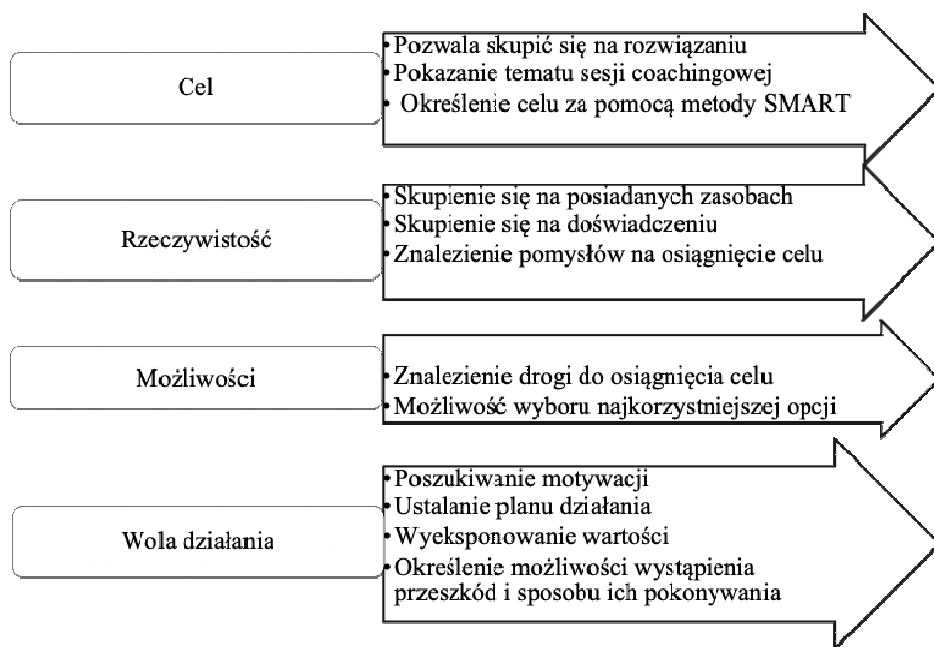 Cel
• Pozwala skupić się na rozwiązaniu
• Pokazanie tematu sesji coachingowej
• Określenie celu za pomocą metody SMART
Rzeczywistość
• Skupienie się na posiadanych zasobach
• Skupienie się na doświadczeniu
• Znalezienie pomysłów na osiągnięcie celu
Możliwości
• Znalezienie drogi do osiągnięcia celu
• Możliwość wyboru najkorzystniejszej opcji
Wola działania
• Poszukiwanie motywacji
• Ustalanie planu działania
• Wyeksponowanie wartości
• Określenie możliwości wystąpienia
przeszkód i sposobu ich pokonywania